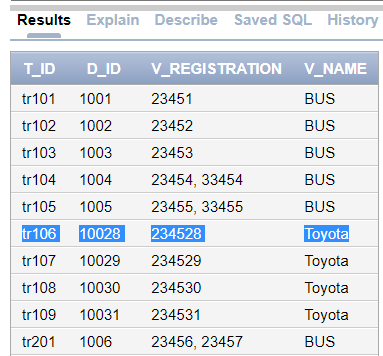 Results Explain Describe Saved SQL History
T_ID D_ID V_REGISTRATION V_NAME
tr101 1001 23451 BUS
tr102 1002 23452 BUS
tr103 1003 23453 BUS
tr104 1004 23454, 33454 BUS
tr105 1005 23455, 33455 BUS
tr106 10028 234528 Toyota
tr107 10029 234529 Toyota
tr108 10030 234530 Toyota
tr109 10031 234531 Toyota
tr201 1006 23456, 23457 BUS